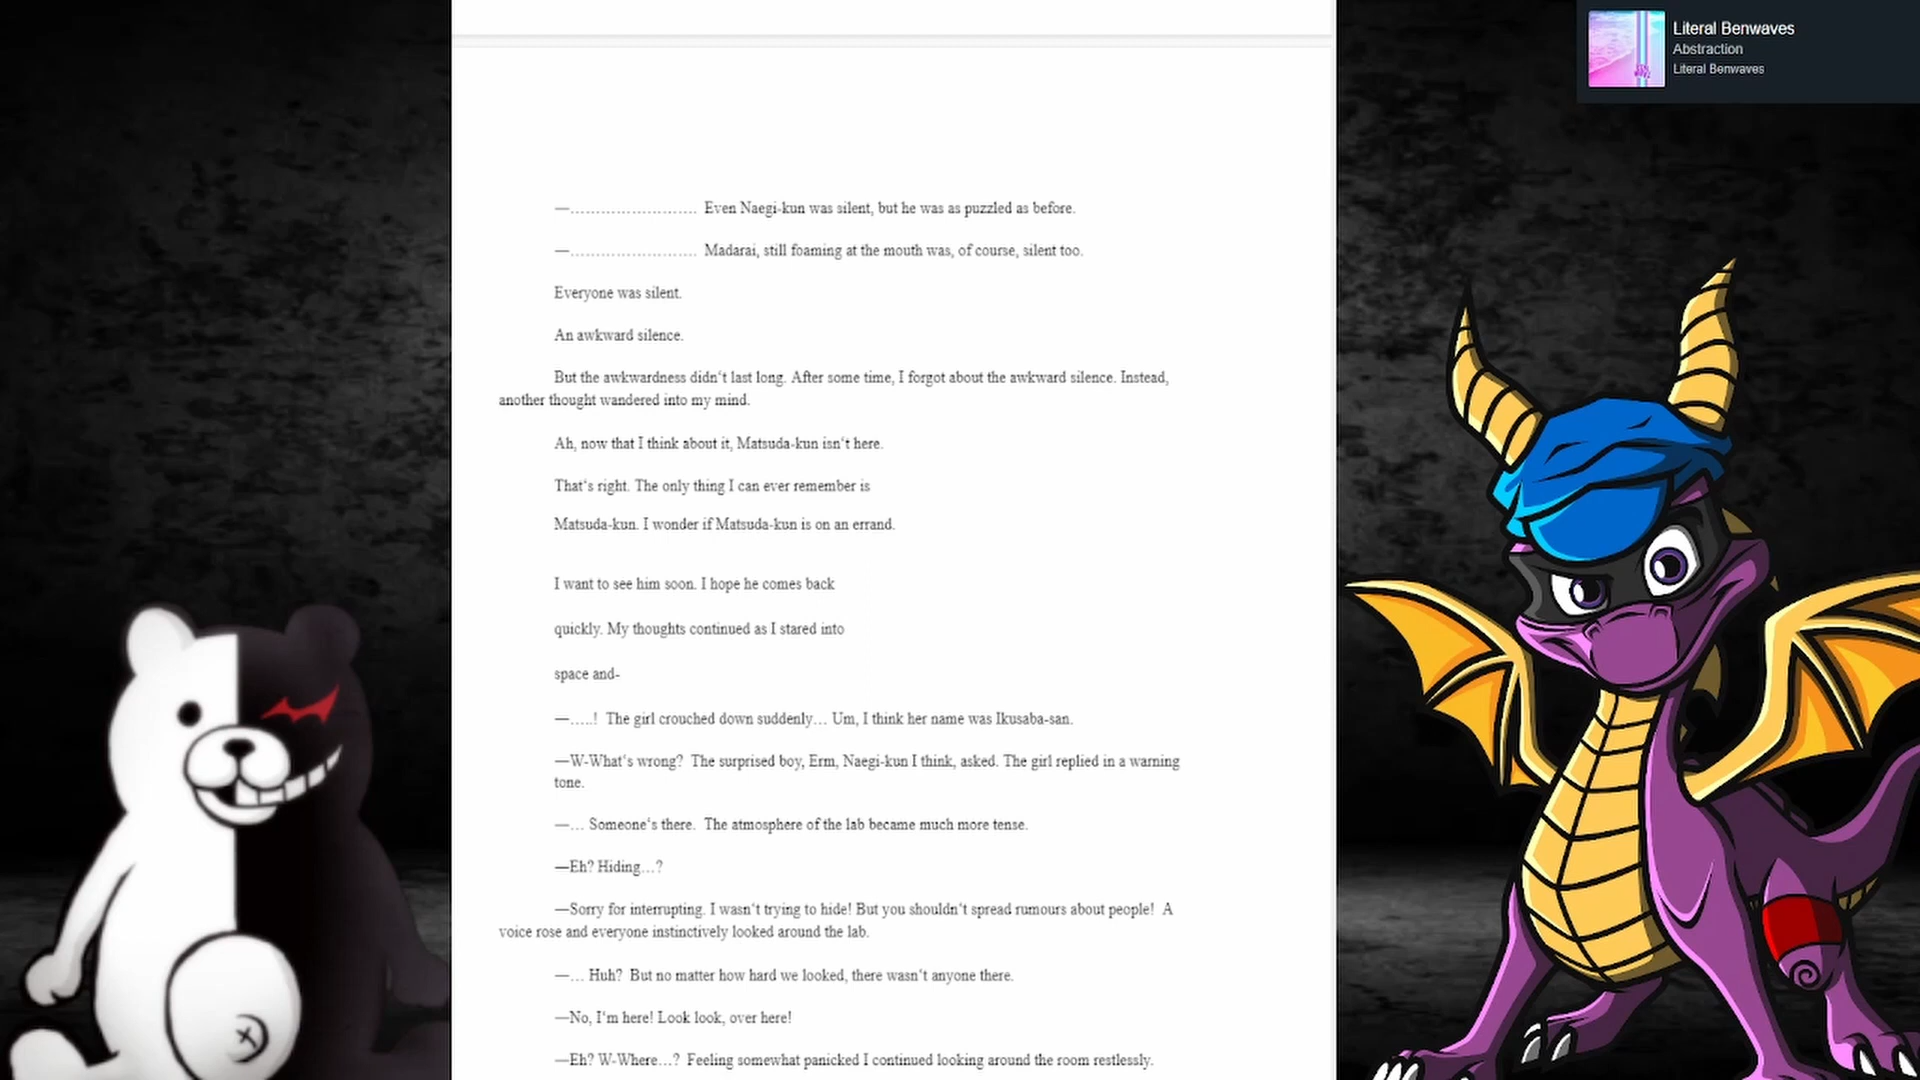 Literal Benwaves
Abstraction
Literal Benwaves
—......................... Even Naegi-kun was silent, but he was as puzzled as before.
—......................... Madarai, still foaming at the mouth was, of course, silent too.
Everyone was silent.
An awkward silence.
But the awkwardness didn‘t last long. After some time, I forgot about the awkward silence. Instead,
another thought wandered into my mind.
Ah, now that I think about it, Matsuda-kun isn‘t here.
That‘s right. The only thing I can ever remember is
Matsuda-kun. I wonder if Matsuda-kun is on an errand.
I want to see him soon. I hope he comes back
quickly. My thoughts continued as I stared into
space and-
—…..! The girl crouched down suddenly… Um, I think her name was Ikusaba-san.
—W-What‘s wrong? The surprised boy, Erm, Naegi-kun I think, asked. The girl replied in a warning
tone.
—… Someone‘s there. The atmosphere of the lab became much more tense.
—Eh? Hiding…?
—Sorry for interrupting. I wasn‘t trying to hide! But you shouldn‘t spread rumours about people! A
voice rose and everyone instinctively looked around the lab.
—… Huh? But no matter how hard we looked, there wasn‘t anyone there.
—No, I‘m here! Look look, over here!
—Eh? W-Where…? Feeling somewhat panicked I continued looking around the room restlessly.